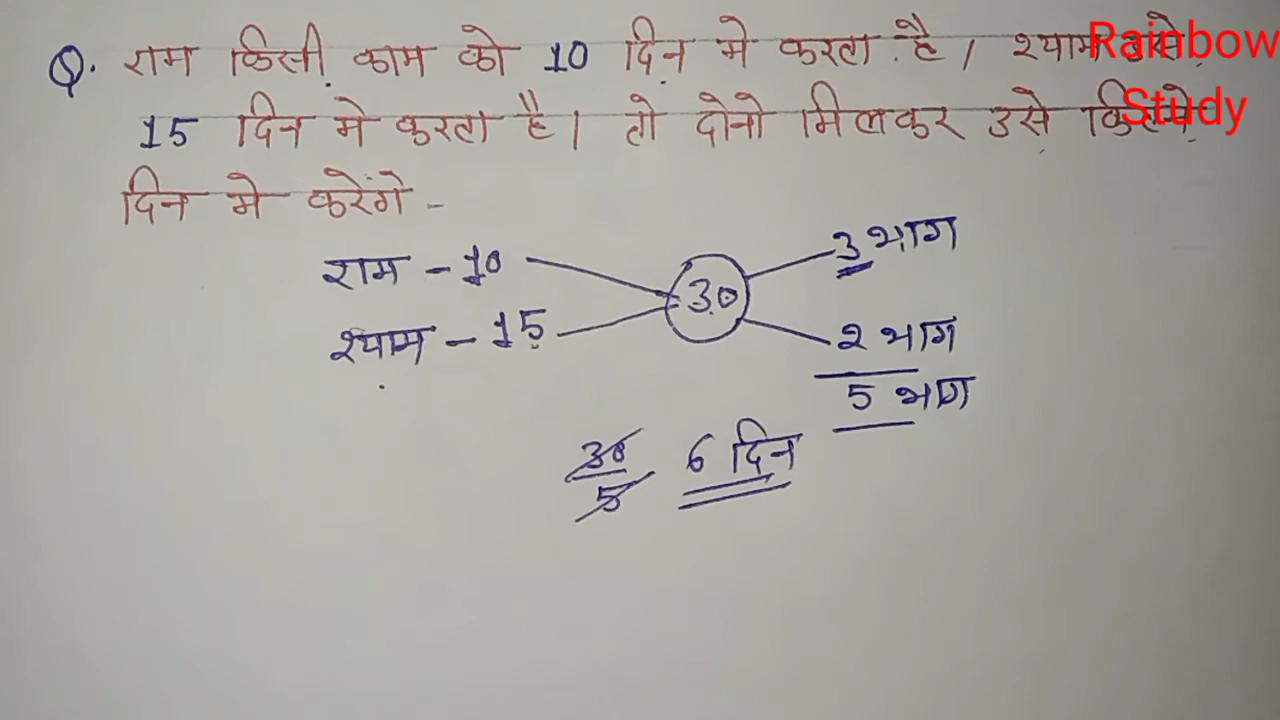 Q. राम किसी काम को 10 दिन मे करता है। श्याम उसे
15 दिन मे करता है। तो दोनो मिलकर उसे कितने
दिन मे करेंगे -
Rainbow
Study
राम - 10
श्याम - 15
30
3 भाग
2 भाग
5 भाग
30
5
6 दिन